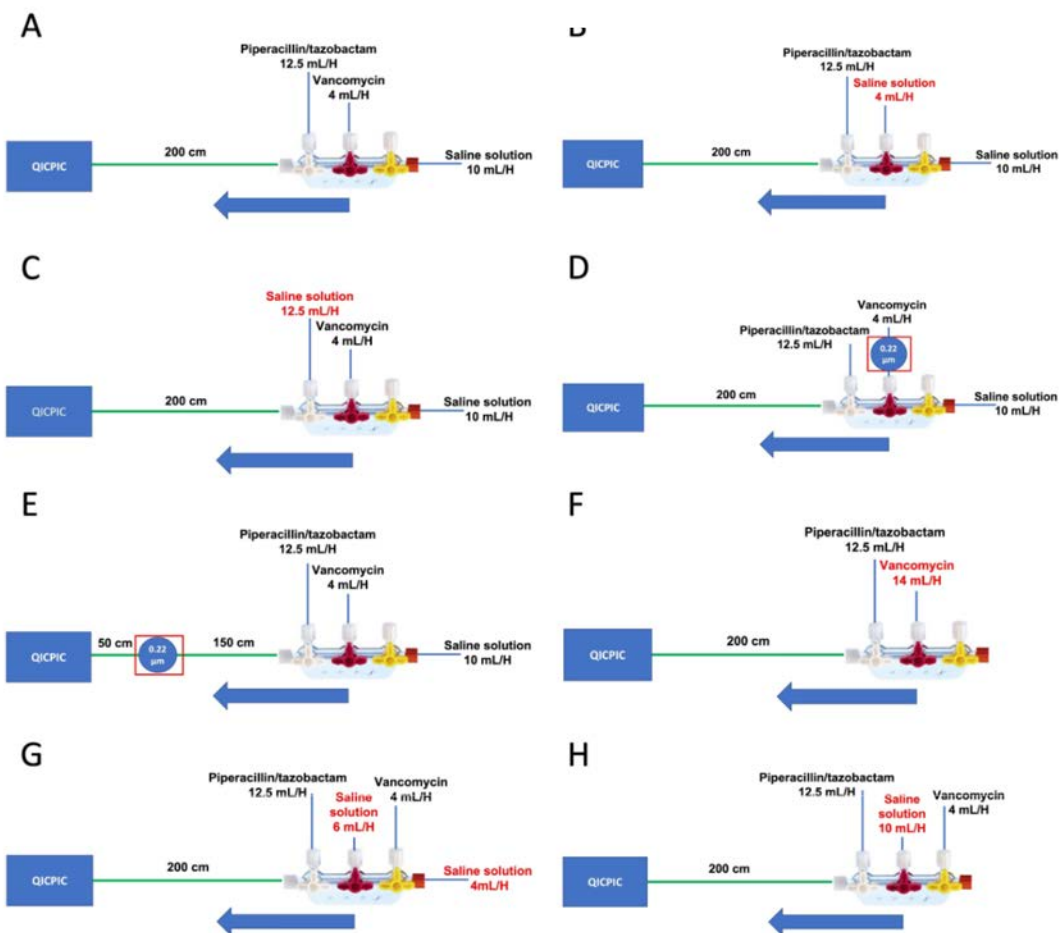 A
Piperacillin/tazobactam
12.5 mL/H
Vancomycin
4 mL/H
Saline solution
10 mL/H
200 cm
QICPIC
B
Piperacillin/tazobactam
12.5 mL/H
Saline solution
4 mL/H
Saline solution
10 mL/H
200 cm
QICPIC
C
Saline solution
12.5 mL/H
Vancomycin
4 mL/H
Saline solution
10 mL/H
200 cm
QICPIC
D
Vancomycin
4 mL/H
Piperacillin/tazobactam
12.5 mL/H
0.22
µm
Saline solution
10 mL/H
200 cm
QICPIC
E
Piperacillin/tazobactam
12.5 mL/H
Vancomycin
4 mL/H
Saline solution
10 mL/H
50 cm
0.22
µm
150 cm
QICPIC
F
Piperacillin/tazobactam
12.5 mL/H
Vancomycin
14 mL/H
200 cm
QICPIC
G
Piperacillin/tazobactam
12.5 mL/H
Saline
solution
6 mL/H
Vancomycin
4 mL/H
Saline solution
4mL/H
200 cm
QICPIC
H
Piperacillin/tazobactam
12.5 mL/H
Saline
solution
10 mL/H
Vancomycin
4 mL/H
200 cm
QICPIC